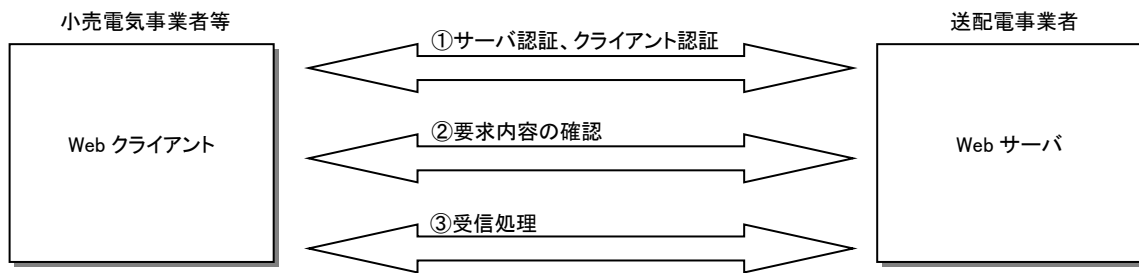 小売電気事業者等
送配電事業者
①サーバ認証、クライアント認証
Web クライアント
②要求内容の確認
Web サーバ
③受信処理